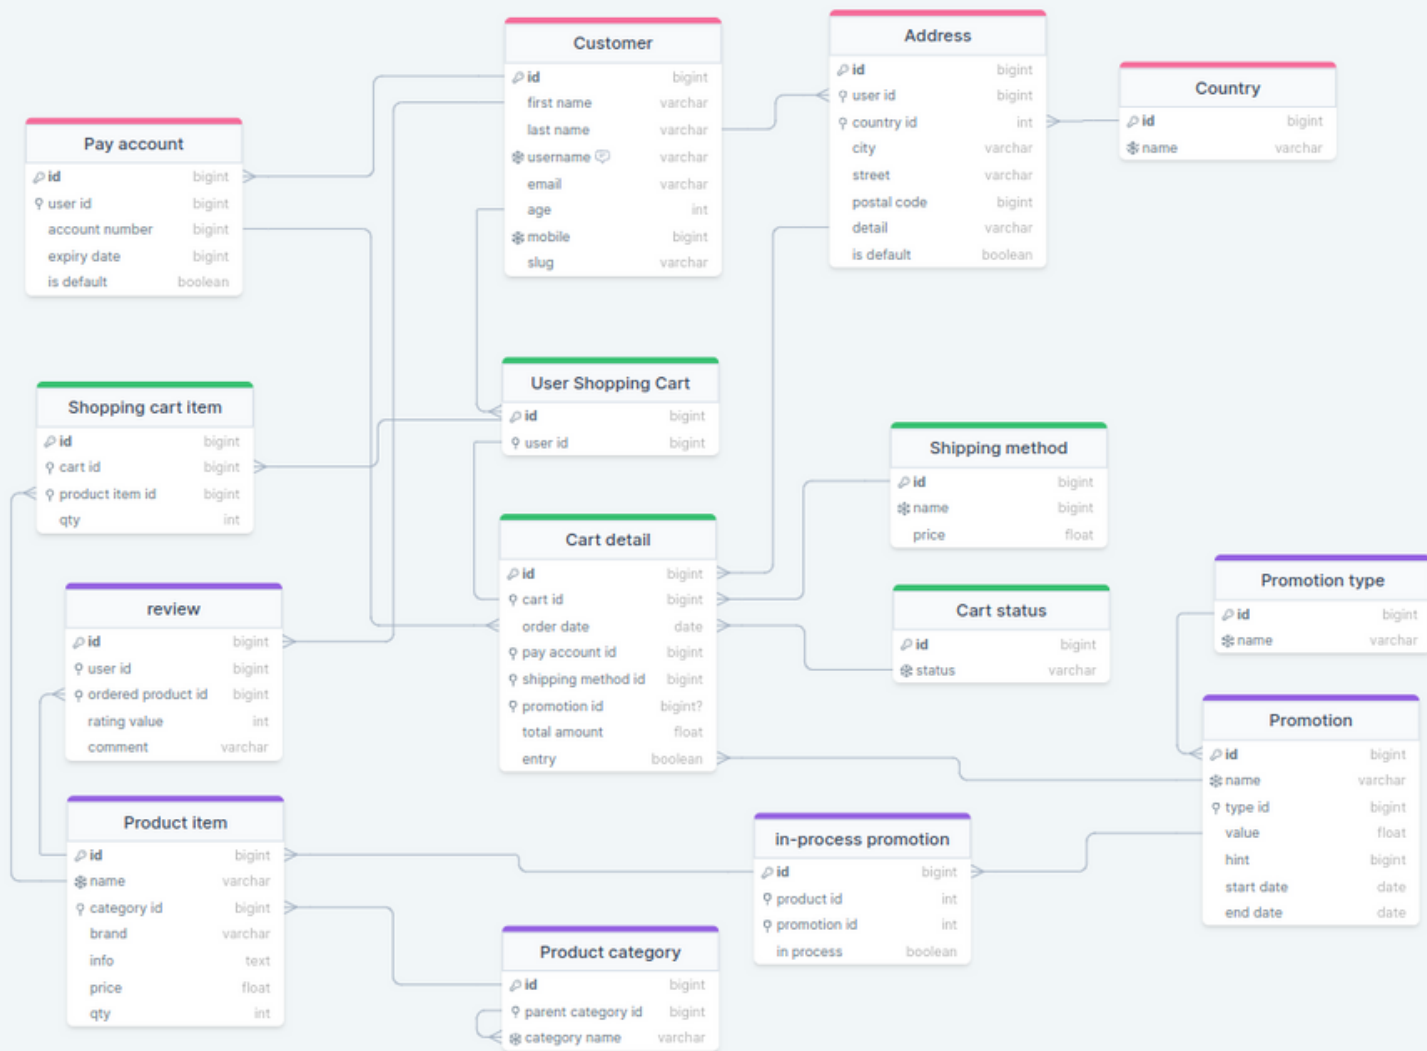 Customer
id bigint
first name varchar
last name varchar
username varchar
email varchar
age int
mobile bigint
slug varchar
Address
id bigint
user id bigint
country id int
city varchar
street varchar
postal code bigint
detail varchar
is default boolean
Country
id bigint
name varchar
Pay account
id bigint
user id bigint
account number bigint
expiry date bigint
is default boolean
User Shopping Cart
id bigint
user id bigint
Shopping cart item
id bigint
cart id bigint
product item id bigint
qty int
Shipping method
id bigint
name bigint
price float
Cart detail
id bigint
cart id bigint
order date date
pay account id bigint
shipping method id bigint
promotion id bigint?
total amount float
entry boolean
Cart status
id bigint
status varchar
Promotion type
id bigint
name varchar
review
id bigint
user id bigint
ordered product id bigint
rating value int
comment varchar
Promotion
id bigint
name varchar
type id bigint
value float
hint bigint
start date date
end date date
Product item
id bigint
name varchar
category id bigint
brand varchar
info text
price float
qty int
in-process promotion
id bigint
product id int
promotion id int
in process boolean
Product category
id bigint
parent category id bigint
category name varchar